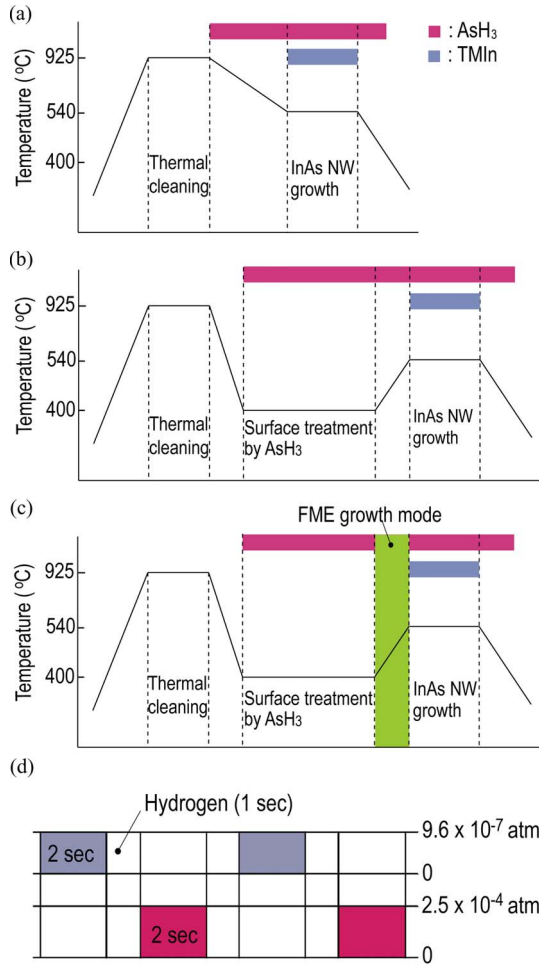 (a)
: AsH₃
: TMIn
Temperature (ºC)
925
540
400
Thermal
cleaning
InAs NW
growth
(b)
Temperature (ºC)
925
540
400
Thermal
cleaning
Surface treatment
by AsH₃
InAs NW
growth
(c)
FME growth mode
Temperature (ºC)
925
540
400
Thermal
cleaning
Surface treatment
by AsH₃
InAs NW
growth
(d)
Hydrogen (1 sec)
2 sec
9.6 x 10⁻⁷ atm
0
2.5 x 10⁻⁴ atm
2 sec
0